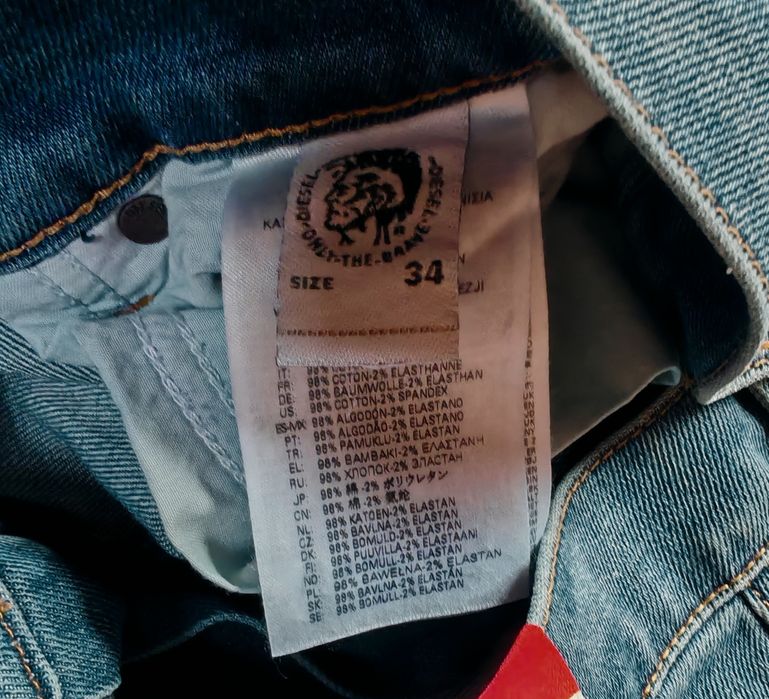 DIESEL
ONLY-THE-BRAVE
SIZE 34
IT:
FR: 98% COTON-2% ELASTHANNE
DE: 98% BAUMWOLLE-2% ELASTHAN
US: 98% COTTON-2% SPANDEX
ES-MX: 98% ALGODÓN-2% ELASTANO
PT: 98% ALGODÃO-2% ELASTANO
TR: 98% PAMUKLU-2% ELASTAN
EL: 98% ΒΑΜΒΑΚΙ-2% ΕΛΑΣΤΑΝΗ
RU: 98% ХЛОПОК-2% ЭЛАСТАН
JP: 98% 綿-2% ポリウレタン
CN: 98% 棉-2% 氨纶
NL: 98% KATOEN-2% ELASTAN
CZ: 98% BAVLNA-2% ELASTAN
DK: 98% BOMULD-2% ELASTAN
FI: 98% PUUVILLA-2% ELASTAANI
NO: 98% BOMULL-2% ELASTAN
PL: 98% BAWEŁNA-2% ELASTAN
SK: 98% BAVLNA-2% ELASTAN
SE: 98% BOMULL-2% ELASTAN